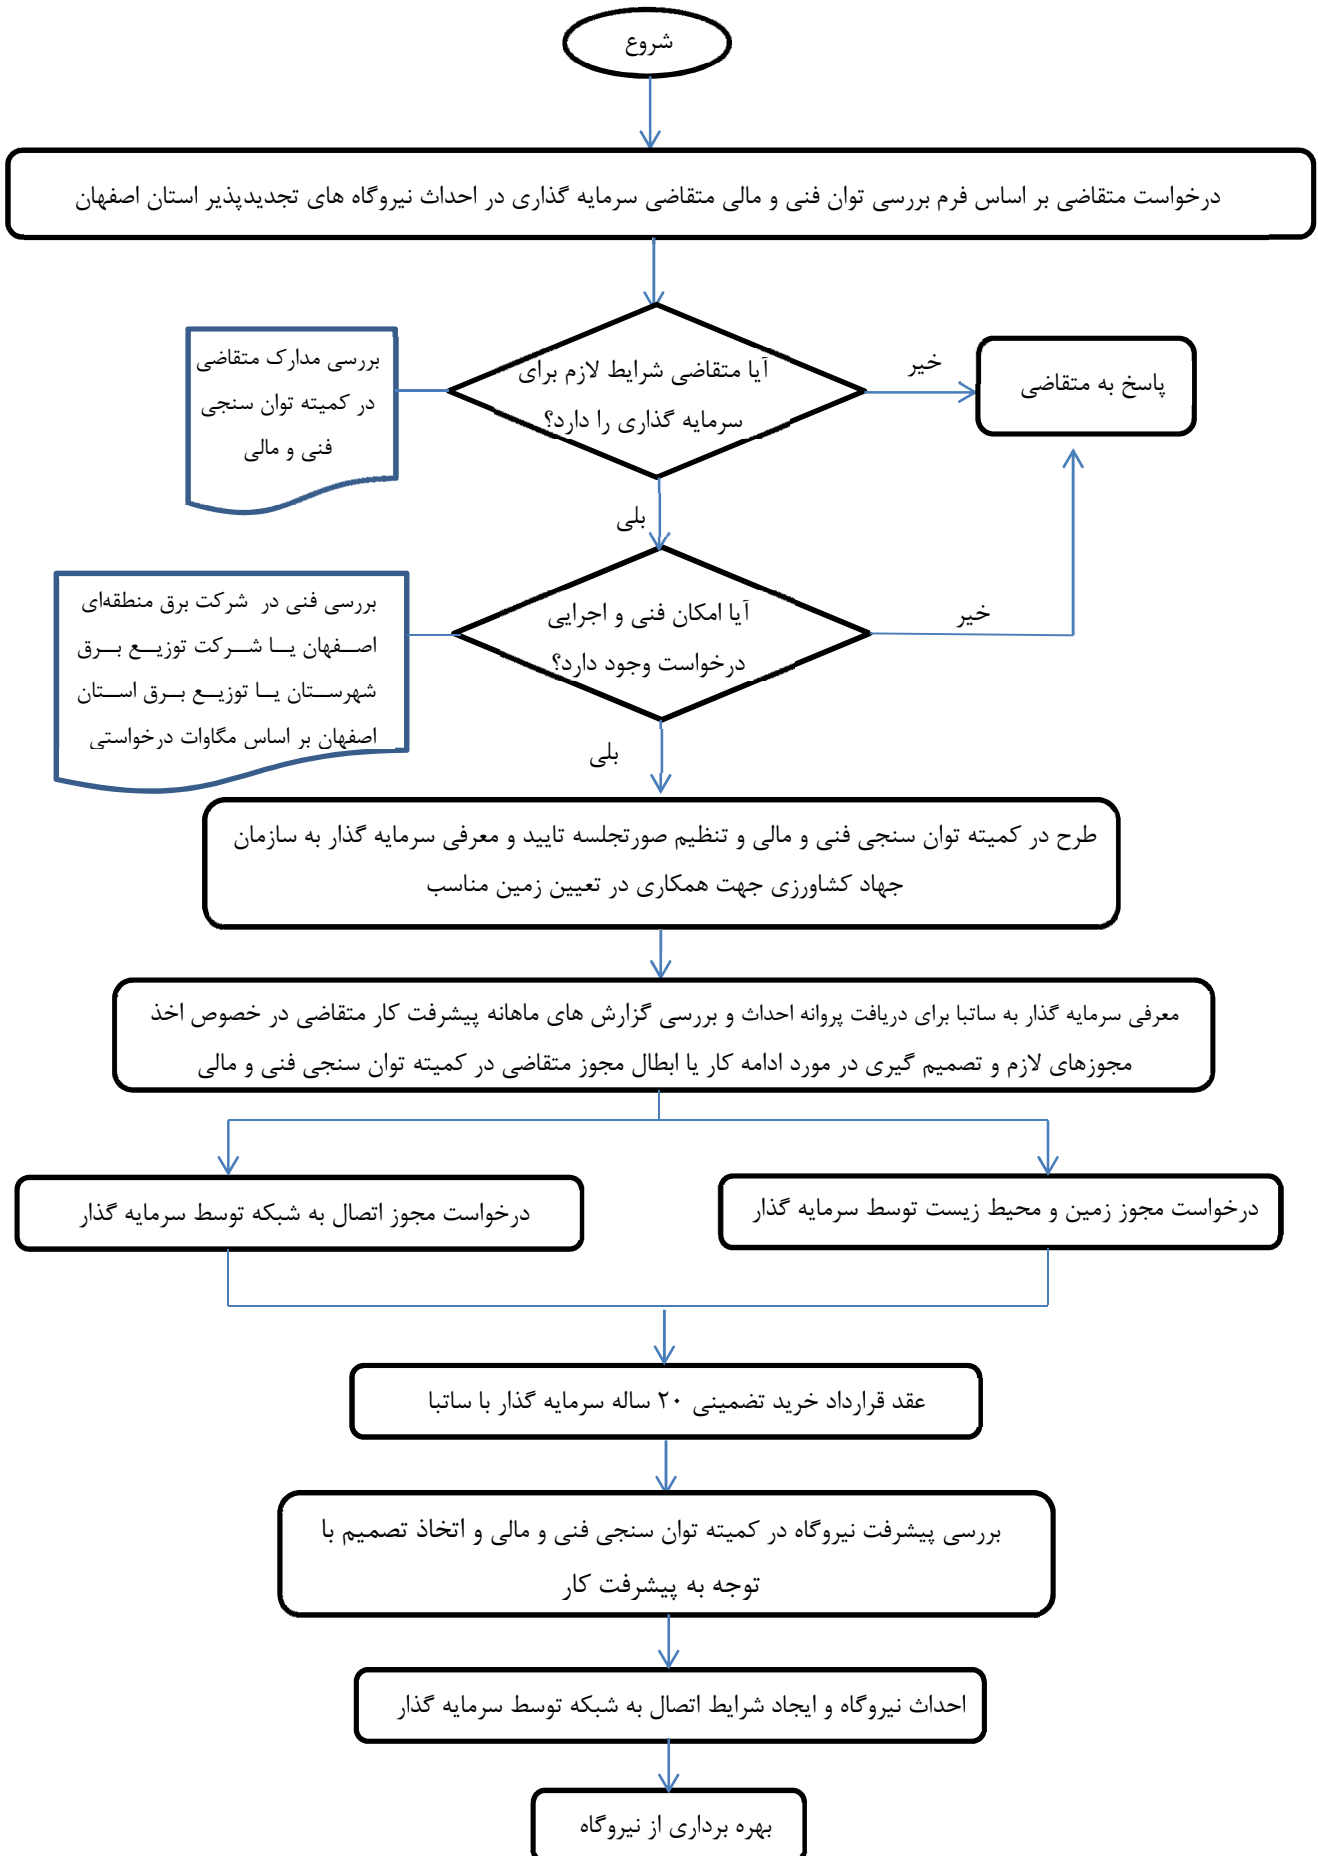 شروع
درخواست متقاضی بر اساس فرم بررسی توان فنی و مالی متقاضی سرمایه گذاری در احداث نیروگاه های تجدیدپذیر استان اصفهان
آیا متقاضی شرایط لازم برای
سرمایه گذاری را دارد؟
خیر
پاسخ به متقاضی
بررسی مدارک متقاضی
در کمیته توان سنجی
فنی و مالی
بلی
آیا امکان فنی و اجرایی
درخواست وجود دارد؟
خیر
بررسی فنی در شرکت برق منطقه‌ای
اصفهان یا شرکت توزیع برق
شهرستان یا توزیع برق استان
اصفهان بر اساس مگاوات درخواستی
بلی
طرح در کمیته توان سنجی فنی و مالی و تنظیم صورتجلسه تایید و معرفی سرمایه گذار به سازمان
جهاد کشاورزی جهت همکاری در تعیین زمین مناسب
معرفی سرمایه گذار به ساتبا برای دریافت پروانه احداث و بررسی گزارش های ماهانه پیشرفت کار متقاضی در خصوص اخذ
مجوزهای لازم و تصمیم گیری در مورد ادامه کار یا ابطال مجوز متقاضی در کمیته توان سنجی فنی و مالی
درخواست مجوز زمین و محیط زیست توسط سرمایه گذار
درخواست مجوز اتصال به شبکه توسط سرمایه گذار
عقد قرارداد خرید تضمینی ۲۰ ساله سرمایه گذار با ساتبا
بررسی پیشرفت نیروگاه در کمیته توان سنجی فنی و مالی و اتخاذ تصمیم با
توجه به پیشرفت کار
احداث نیروگاه و ایجاد شرایط اتصال به شبکه توسط سرمایه گذار
بهره برداری از نیروگاه